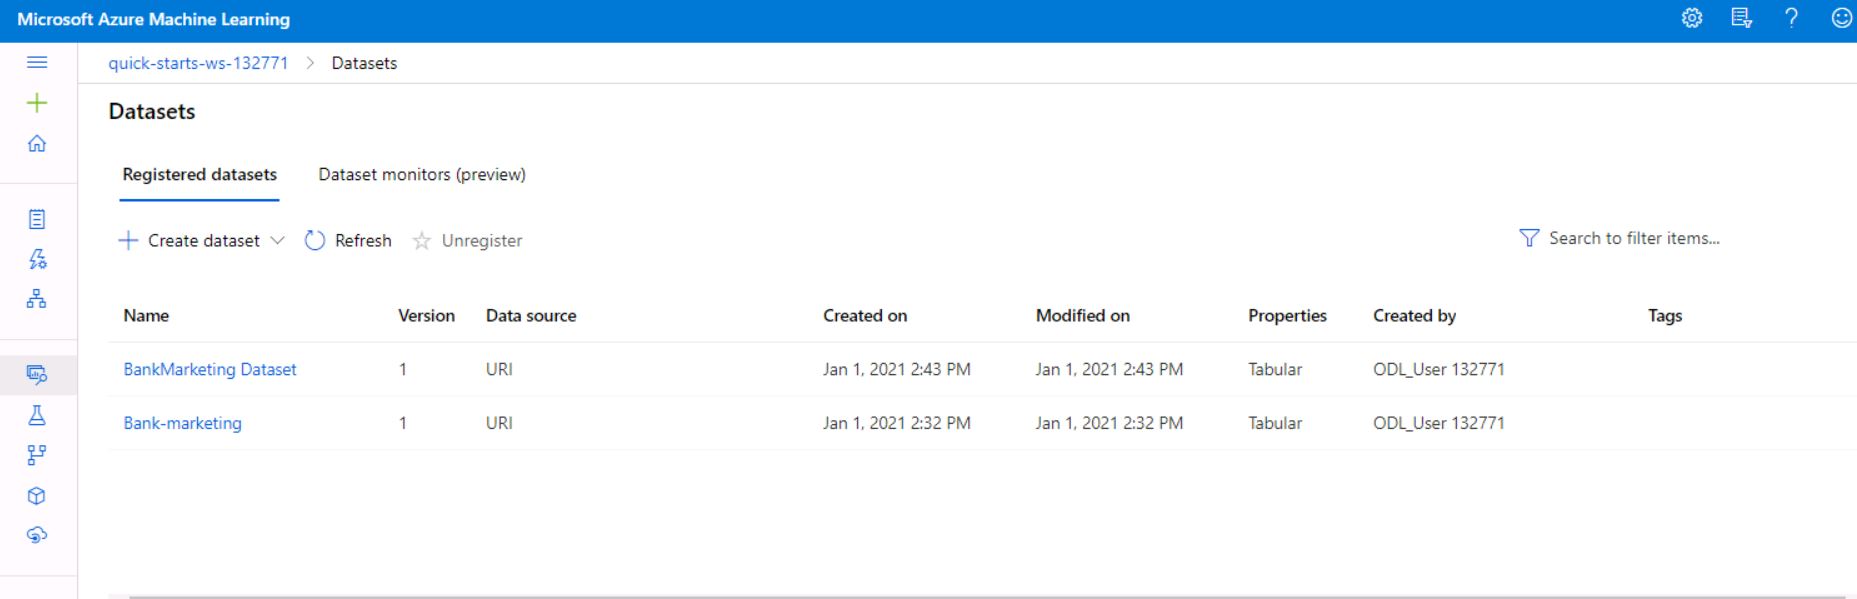 Microsoft Azure Machine Learning
quick-starts-ws-132771 > Datasets
Datasets
Registered datasets Dataset monitors (preview)
Create dataset Refresh Unregister Search to filter items...
Name Version Data source Created on Modified on Properties Created by Tags
BankMarketing Dataset 1 URI Jan 1, 2021 2:43 PM Jan 1, 2021 2:43 PM Tabular ODL_User 132771
Bank-marketing 1 URI Jan 1, 2021 2:32 PM Jan 1, 2021 2:32 PM Tabular ODL_User 132771